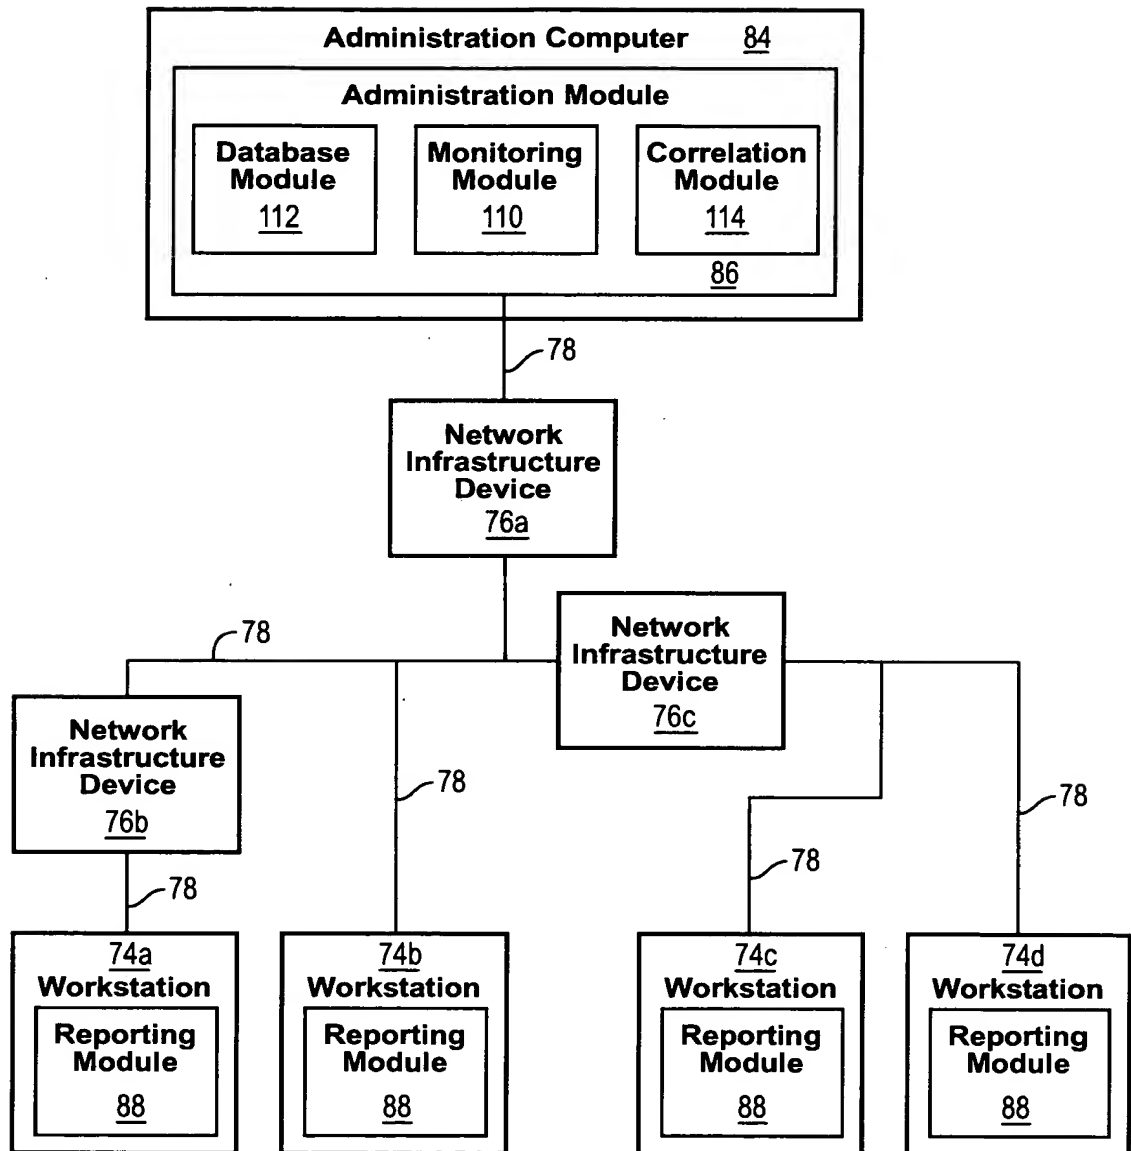 Administration Computer 84
Administration Module
Database
Module
112
Monitoring
Module
110
Correlation
Module
114
86
78
Network
Infrastructure
Device
76a
78
Network
Infrastructure
Device
76c
Network
Infrastructure
Device
76b
78
78
78
78
74a
Workstation
Reporting
Module
88
74b
Workstation
Reporting
Module
88
74c
Workstation
Reporting
Module
88
74d
Workstation
Reporting
Module
88